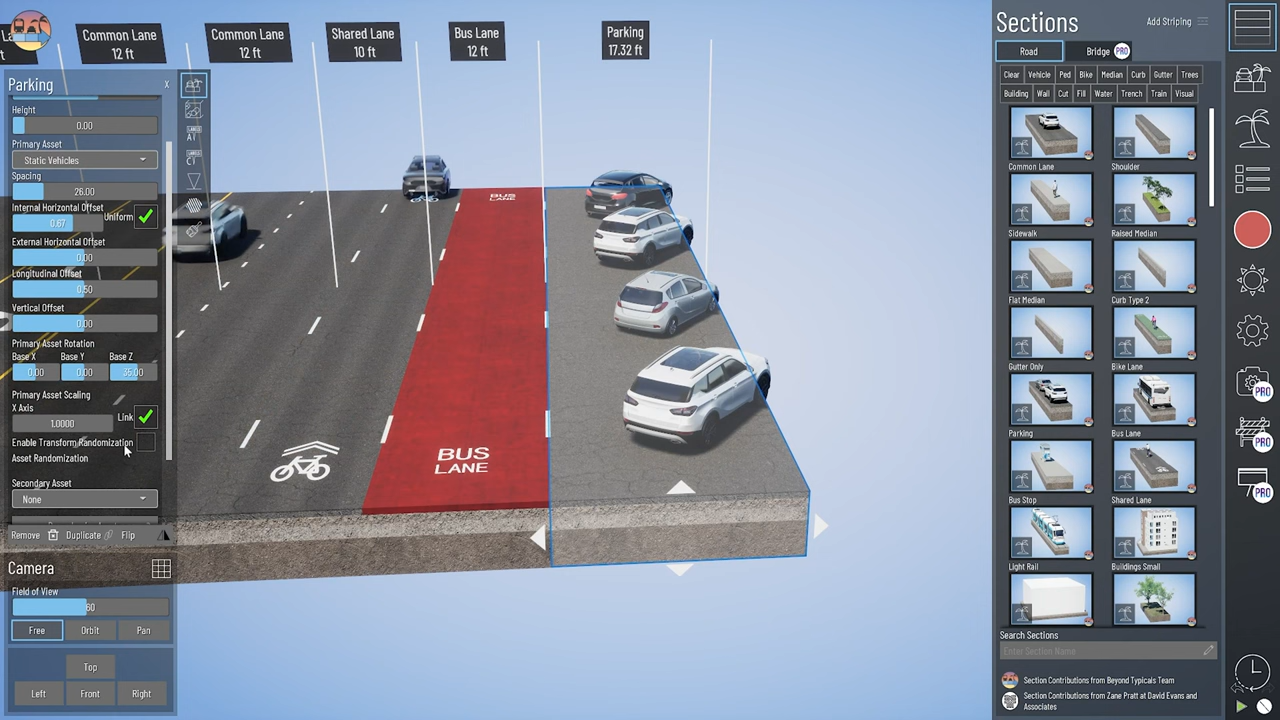 Common Lane
12 ft
Common Lane
12 ft
Shared Lane
10 ft
Bus Lane
12 ft
Parking
17.32 ft
Parking
x
Height
0.00
Primary Asset
Static Vehicles
Spacing
26.00
Internal Horizontal Offset
0.67
Uniform
External Horizontal Offset
0.00
Longitudinal Offset
0.50
Vertical Offset
0.00
Primary Asset Rotation
Base X Base Y Base Z
0.00 0.00 35.00
Primary Asset Scaling
X Axis
1.0000
Link
Enable Transform Randomization
Asset Randomization
Secondary Asset
None
Remove Duplicate Flip
Camera
Field of View
60
Free Orbit Pan
Top
Left Front Right
BUS
LANE
BUS
LANE
Sections
Add Striping
Road Bridge PRO
Clear Vehicle Ped Bike Median Curb Gutter Trees
Building Wall Cut Fill Water Trench Train Visual
Common Lane Shoulder
Sidewalk Raised Median
Flat Median Curb Type 2
Gutter Only Bike Lane
Parking Bus Lane
Bus Stop Shared Lane
Light Rail Buildings Small
Search Sections
Enter Section Name
Section Contributions from Beyond Typicals Team
Section Contributions from Zane Pratt at David Evans and
Associates
PRO
PRO
PRO